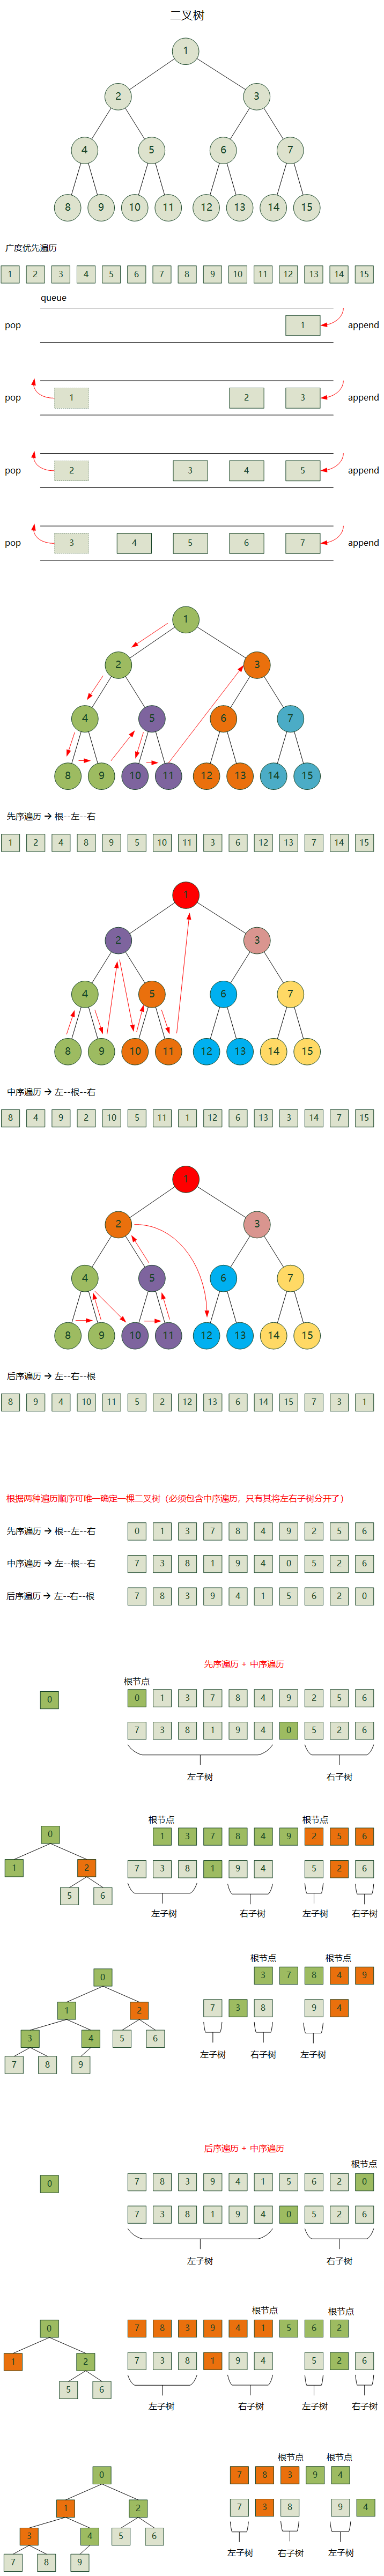 二叉树
1
2 3
4 5 6 7
8 9 10 11 12 13 14 15
广度优先遍历
1 2 3 4 5 6 7 8 9 10 11 12 13 14 15
queue
pop 1 append
pop 1 2 3 append
pop 2 3 4 5 append
pop 3 4 5 6 7 append
1
2 3
4 5 6 7
8 9 10 11 12 13 14 15
先序遍历 → 根--左--右
1 2 4 8 9 5 10 11 3 6 12 13 7 14 15
1
2 3
4 5 6 7
8 9 10 11 12 13 14 15
中序遍历 → 左--根--右
8 4 9 2 10 5 11 1 12 6 13 3 14 7 15
1
2 3
4 5 6 7
8 9 10 11 12 13 14 15
后序遍历 → 左--右--根
8 9 4 10 11 5 2 12 13 6 14 15 7 3 1
根据两种遍历顺序可唯一确定一棵二叉树（必须包含中序遍历，只有其将左右子树分开了）
先序遍历 → 根--左--右 0 1 3 7 8 4 9 2 5 6
中序遍历 → 左--根--右 7 3 8 1 9 4 0 5 2 6
后序遍历 → 左--右--根 7 8 3 9 4 1 5 6 2 0
先序遍历 + 中序遍历
根节点
0 0 1 3 7 8 4 9 2 5 6
7 3 8 1 9 4 0 5 2 6
左子树 右子树
根节点 根节点
0 1 3 7 8 4 9 2 5 6
1 2 7 3 8 1 9 4 5 2 6
5 6
左子树 右子树 左子树 右子树
根节点 根节点
0 3 7 8 4 9
1 2 7 3 8 9 4
3 4 5 6
左子树 右子树 左子树
7 8 9
后序遍历 + 中序遍历
根节点
0 7 8 3 9 4 1 5 6 2 0
7 3 8 1 9 4 0 5 2 6
左子树 右子树
根节点 根节点
0 7 8 3 9 4 1 5 6 2
1 2 7 3 8 1 9 4 5 2 6
5 6
左子树 右子树 左子树 右子树
根节点 根节点
0 7 8 3 9 4
1 2 7 3 8 9 4
3 4 5 6
左子树 右子树 左子树
7 8 9